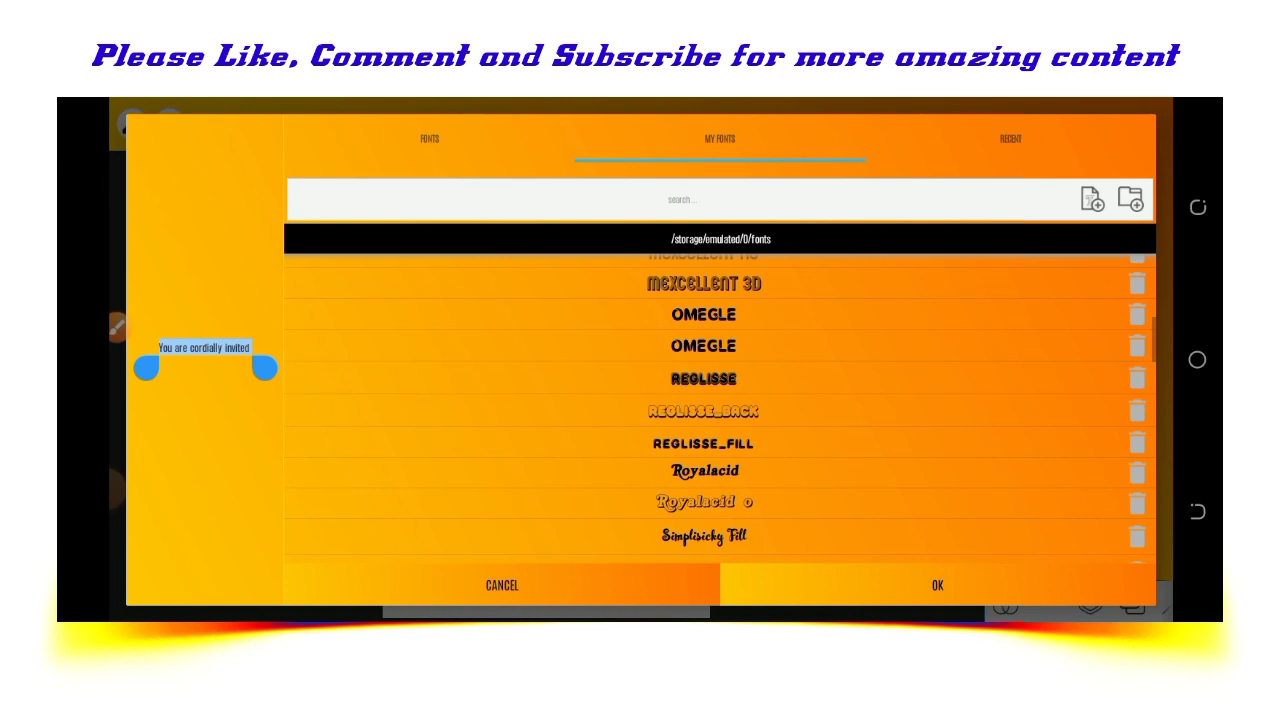 Please Like, Comment and Subscribe for more amazing content
FONTS
MY FONTS
RECENT
search...
/storage/emulated/0/fonts
MEXCELLENT 3D
OMEGLE
OMEGLE
REGLISSE
REGLISSE_BACK
REGLISSE_FILL
Royalacid
Royalacid o
Simplisicky Fill
You are cordially invited
CANCEL
OK